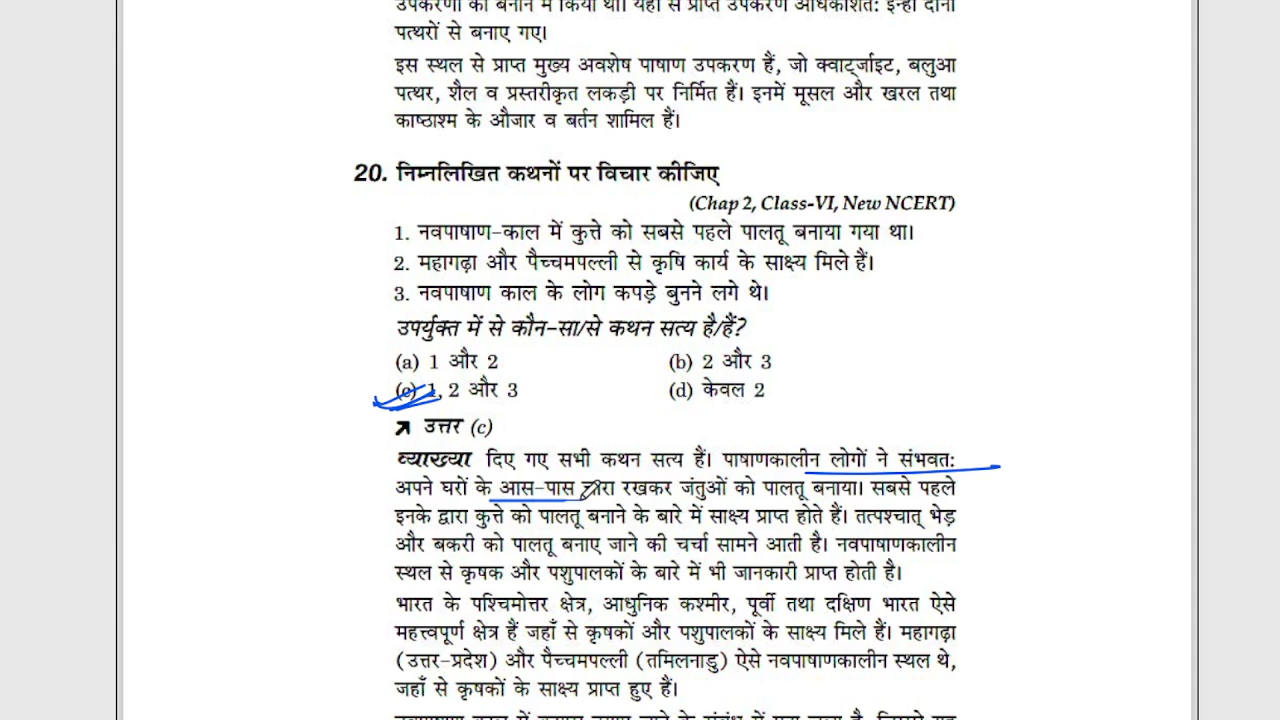 उपकरणों को बनाने में किया था। यहाँ से प्राप्त उपकरण अधिकांशत: इन्हीं दोनों
पत्थरों से बनाए गए।
इस स्थल से प्राप्त मुख्य अवशेष पाषाण उपकरण हैं, जो क्वार्ट्जाइट, बलुआ
पत्थर, शैल व प्रस्तरीकृत लकड़ी पर निर्मित हैं। इनमें मूसल और खरल तथा
काष्ठाश्म के औजार व बर्तन शामिल हैं।
20. निम्नलिखित कथनों पर विचार कीजिए
(Chap 2, Class-VI, New NCERT)
1. नवपाषाण-काल में कुत्ते को सबसे पहले पालतू बनाया गया था।
2. महागढ़ा और पैच्चमपल्ली से कृषि कार्य के साक्ष्य मिले हैं।
3. नवपाषाण काल के लोग कपड़े बुनने लगे थे।
उपर्युक्त में से कौन-सा/से कथन सत्य है/हैं?
(a) 1 और 2 (b) 2 और 3
(c) 1, 2 और 3 (d) केवल 2
उत्तर (c)
व्याख्या दिए गए सभी कथन सत्य हैं। पाषाणकालीन लोगों ने संभवत:
अपने घरों के आस-पास द्वारा रखकर जंतुओं को पालतू बनाया। सबसे पहले
इनके द्वारा कुत्ते को पालतू बनाने के बारे में साक्ष्य प्राप्त होते हैं। तत्पश्चात् भेड़
और बकरी को पालतू बनाए जाने की चर्चा सामने आती है। नवपाषाणकालीन
स्थल से कृषक और पशुपालकों के बारे में भी जानकारी प्राप्त होती है।
भारत के पश्चिमोत्तर क्षेत्र, आधुनिक कश्मीर, पूर्वी तथा दक्षिण भारत ऐसे
महत्त्वपूर्ण क्षेत्र हैं जहाँ से कृषकों और पशुपालकों के साक्ष्य मिले हैं। महागढ़ा
(उत्तर-प्रदेश) और पैच्चमपल्ली (तमिलनाडु) ऐसे नवपाषाणकालीन स्थल थे,
जहाँ से कृषकों के साक्ष्य प्राप्त हुए हैं।